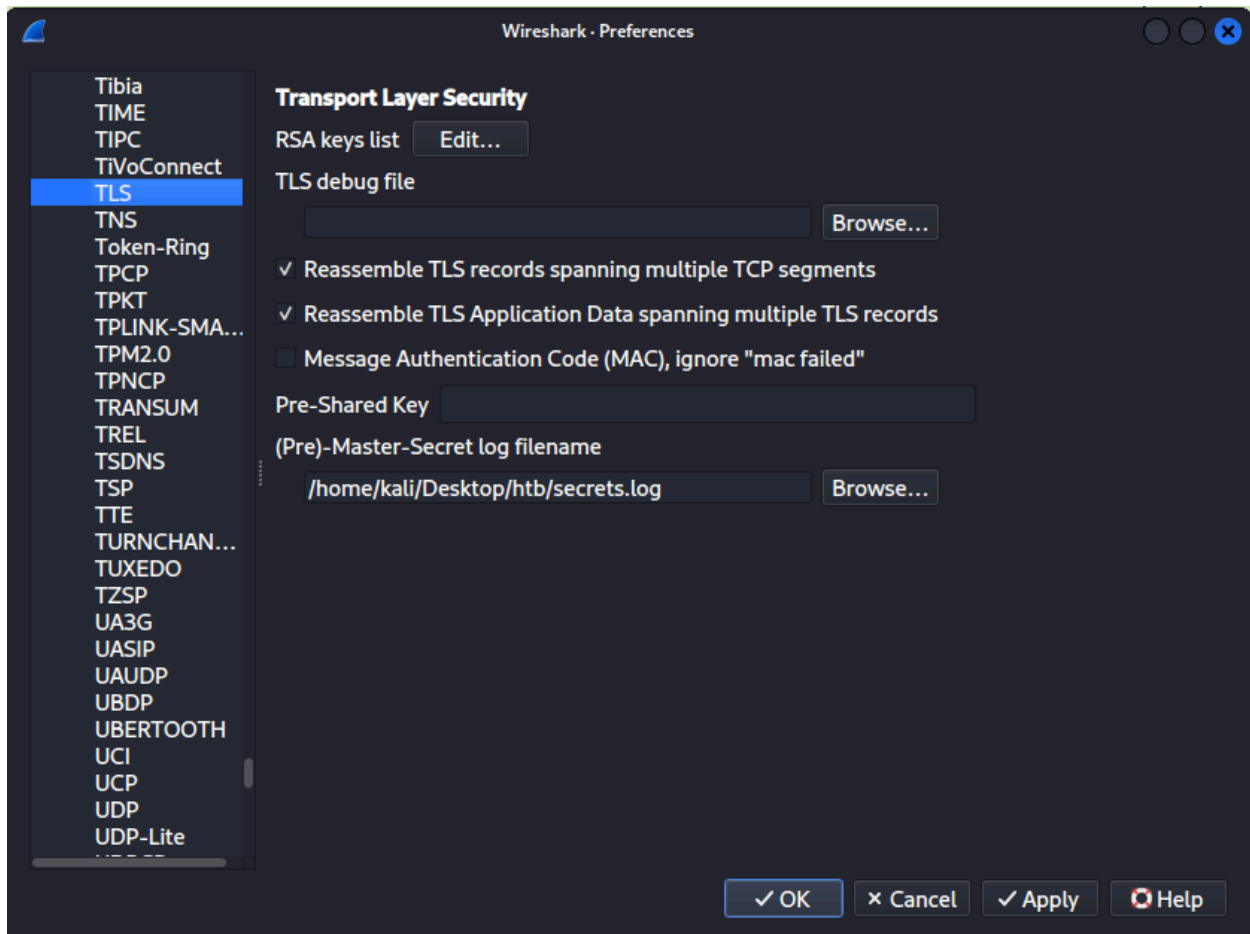 Wireshark · Preferences
Tibia
TIME
TIPC
TiVoConnect
TLS
TNS
Token-Ring
TPCP
TPKT
TPLINK-SMA...
TPM2.0
TPNCP
TRANSUM
TREL
TSDNS
TSP
TTE
TURNCHAN...
TUXEDO
TZSP
UA3G
UASIP
UAUDP
UBDP
UBERTOOTH
UCI
UCP
UDP
UDP-Lite
Transport Layer Security
RSA keys list Edit...
TLS debug file
Browse...
Reassemble TLS records spanning multiple TCP segments
Reassemble TLS Application Data spanning multiple TLS records
Message Authentication Code (MAC), ignore "mac failed"
Pre-Shared Key
(Pre)-Master-Secret log filename
/home/kali/Desktop/htb/secrets.log Browse...
OK Cancel Apply Help